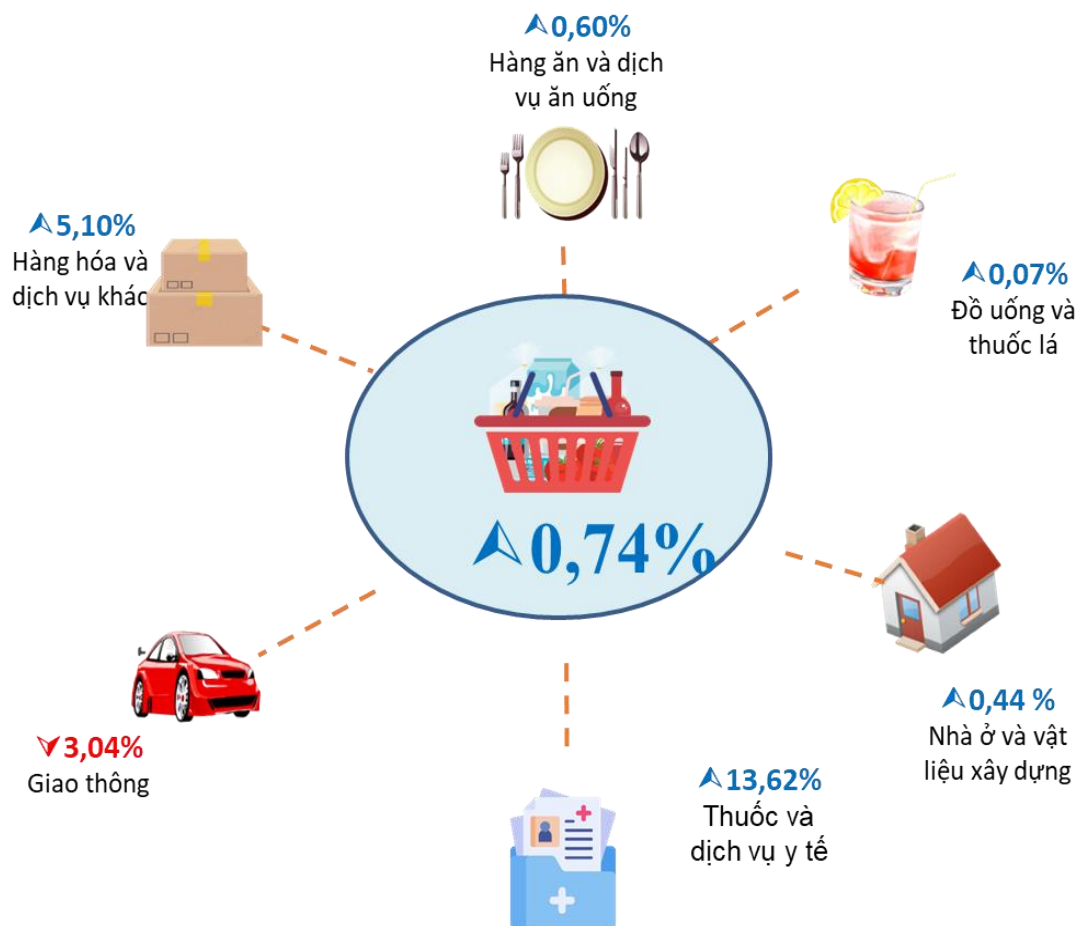 0,60%
Hàng ăn và dịch
vụ ăn uống
5,10%
Hàng hóa và
dịch vụ khác
0,07%
Đồ uống và
thuốc lá
0,74%
0,44 %
Nhà ở và vật
liệu xây dựng
3,04%
Giao thông
13,62%
Thuốc và
dịch vụ y tế